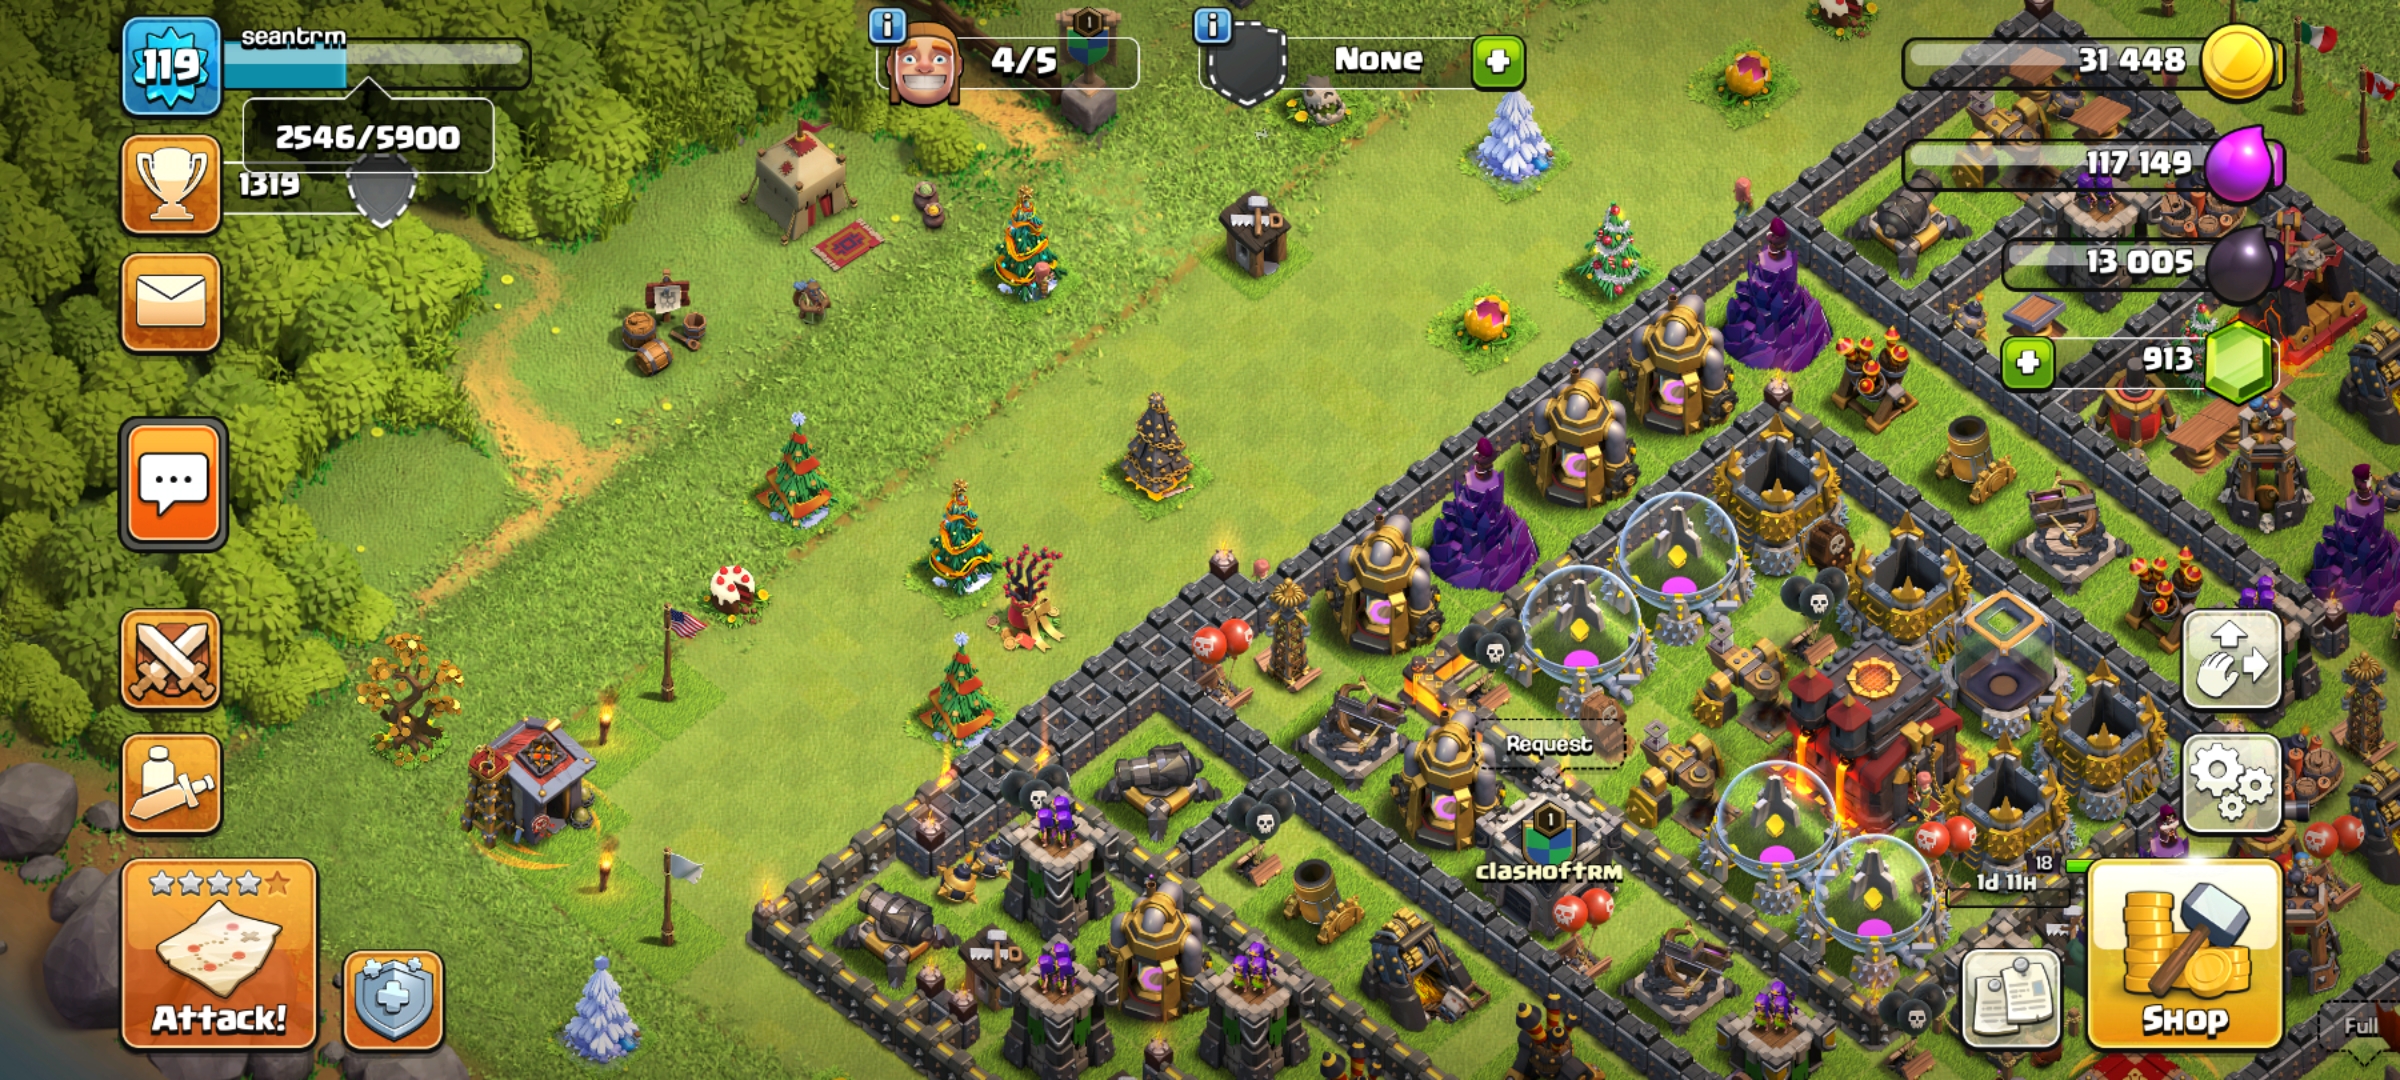 119
seantrm
4/5
None
31 448
2546/5900
1319
117 149
13 005
913
Request
1
clashoftrm
18
1d 11H
Attack!
Shop
Full